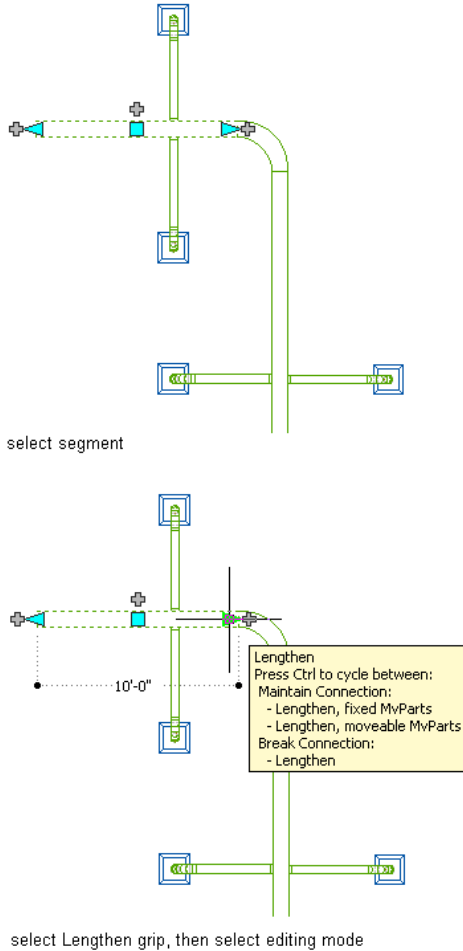 select segment
Lengthen
Press Ctrl to cycle between:
Maintain Connection:
- Lengthen, fixed MvParts
- Lengthen, moveable MvParts
Break Connection:
- Lengthen
10'-0"
select Lengthen grip, then select editing mode